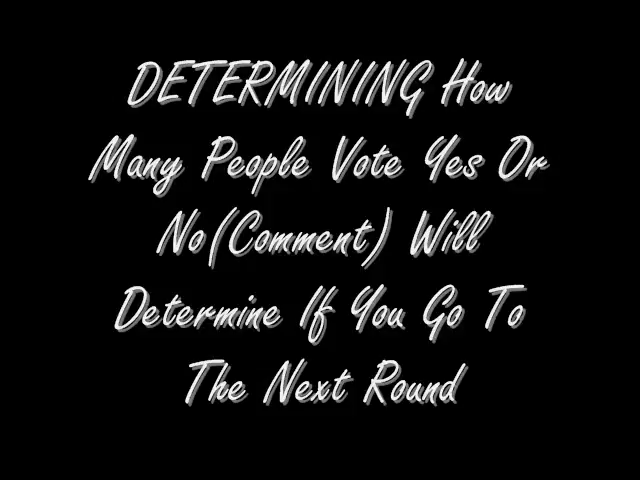 DETERMINING How
Many People Vote Yes Or
No(Comment) Will
Determine If You Go To
The Next Round